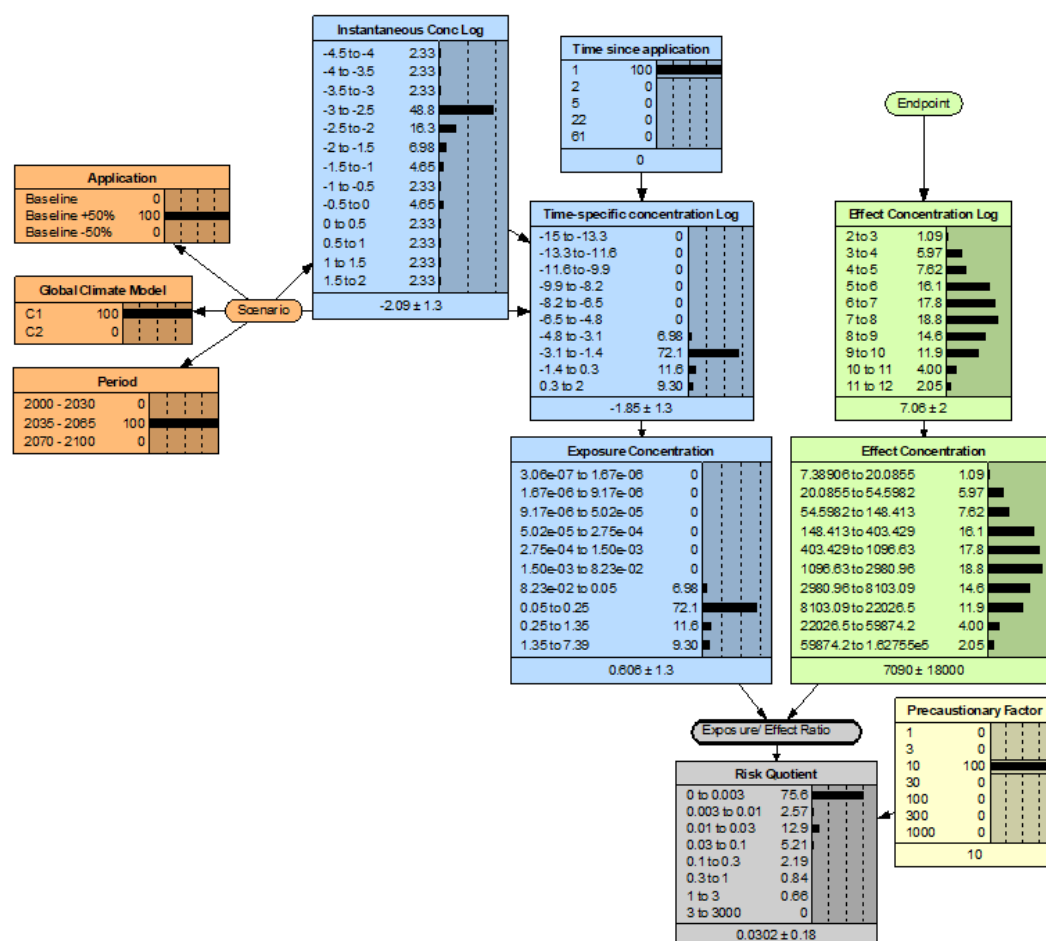 Instantaneous Conc Log
-4.5 to -4 2.33
-4 to -3.5 2.33
-3.5 to -3 2.33
-3 to -2.5 48.8
-2.5 to -2 16.3
-2 to -1.5 6.98
-1.5 to -1 4.65
-1 to -0.5 2.33
-0.5 to 0 4.65
0 to 0.5 2.33
0.5 to 1 2.33
1 to 1.5 2.33
1.5 to 2 2.33
-2.09 ± 1.3
Time since application
1 100
2 0
5 0
22 0
61 0
0
Endpoint
Application
Baseline 0
Baseline +50% 100
Baseline -50% 0
Global Climate Model
C1 100
C2 0
Scenario
Period
2000 - 2030 0
2035 - 2065 100
2070 - 2100 0
Time-specific concentration Log
-15 to -13.3 0
-13.3 to -11.6 0
-11.6 to -9.9 0
-9.9 to -8.2 0
-8.2 to -6.5 0
-6.5 to -4.8 0
-4.8 to -3.1 6.98
-3.1 to -1.4 72.1
-1.4 to 0.3 11.6
0.3 to 2 9.30
-1.85 ± 1.3
Effect Concentration Log
2 to 3 1.09
3 to 4 5.97
4 to 5 7.62
5 to 6 16.1
6 to 7 17.8
7 to 8 18.8
8 to 9 14.6
9 to 10 11.9
10 to 11 4.00
11 to 12 2.05
7.06 ± 2
Exposure Concentration
3.06e-07 to 1.67e-06 0
1.67e-06 to 9.17e-06 0
9.17e-06 to 5.02e-05 0
5.02e-05 to 2.75e-04 0
2.75e-04 to 1.50e-03 0
1.50e-03 to 8.23e-02 0
8.23e-02 to 0.05 6.98
0.05 to 0.25 72.1
0.25 to 1.35 11.6
1.35 to 7.39 9.30
0.606 ± 1.3
Effect Concentration
7.38906 to 20.0855 1.09
20.0855 to 54.5982 5.97
54.5982 to 148.413 7.62
148.413 to 403.429 16.1
403.429 to 1096.63 17.8
1096.63 to 2980.96 18.8
2980.96 to 8103.09 14.6
8103.09 to 22026.5 11.9
22026.5 to 59874.2 4.00
59874.2 to 1.62755e5 2.05
7090 ± 18000
Exposure/ Effect Ratio
Precaustionary Factor
1 0
3 0
10 100
30 0
100 0
300 0
1000 0
10
Risk Quotient
0 to 0.003 75.6
0.003 to 0.01 2.57
0.01 to 0.03 12.9
0.03 to 0.1 5.21
0.1 to 0.3 2.19
0.3 to 1 0.84
1 to 3 0.66
3 to 3000 0
0.0302 ± 0.18